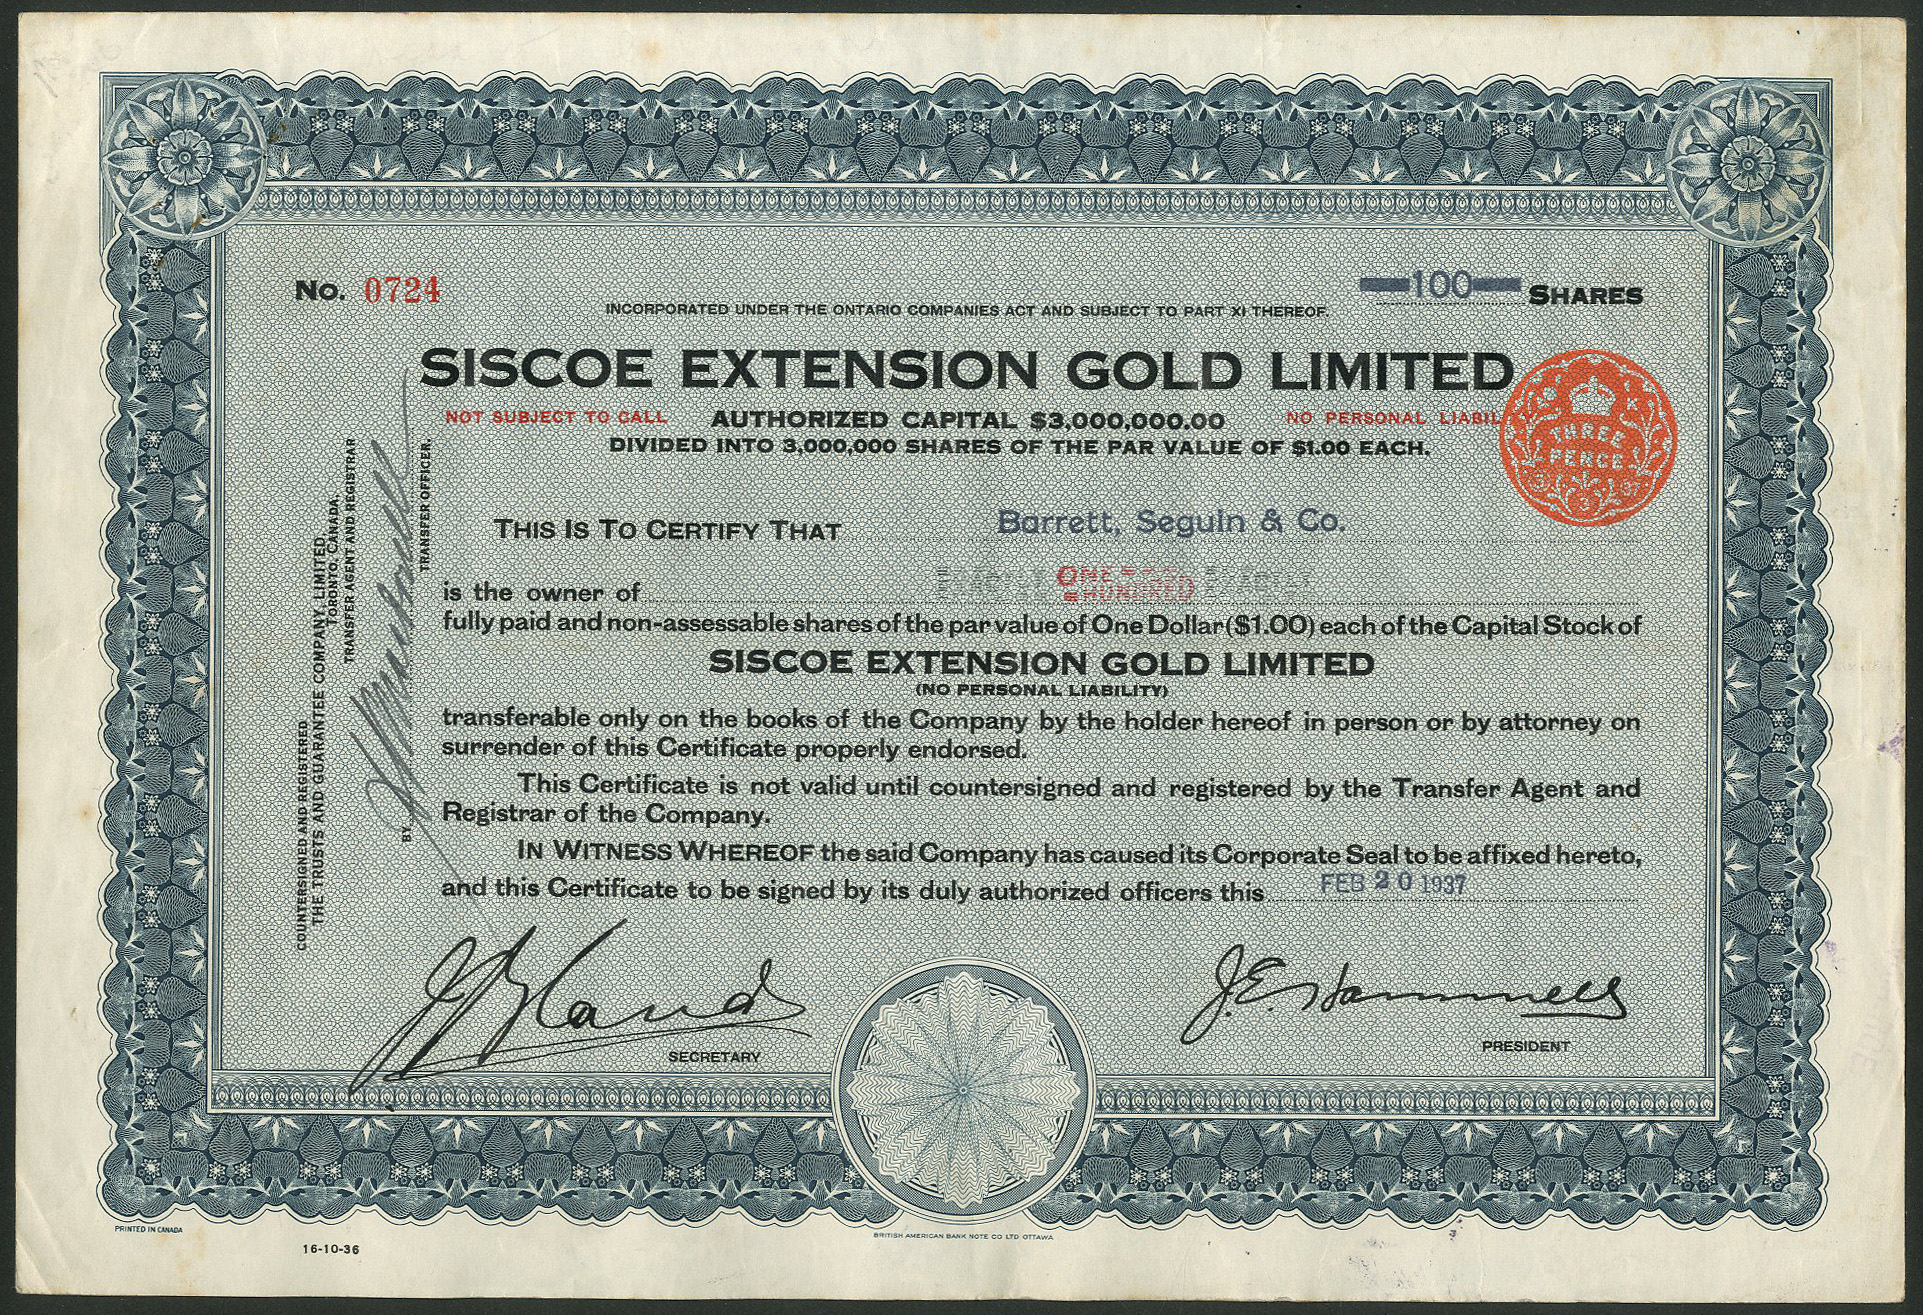 No. 0724
100 SHARES
INCORPORATED UNDER THE ONTARIO COMPANIES ACT AND SUBJECT TO PART XI THEREOF.
SISCOE EXTENSION GOLD LIMITED
NOT SUBJECT TO CALL AUTHORIZED CAPITAL $3,000,000.00 NO PERSONAL LIABIL
DIVIDED INTO 3,000,000 SHARES OF THE PAR VALUE OF $1.00 EACH.
THREE
PENCE
THIS IS TO CERTIFY THAT Barrett, Seguin & Co.
is the owner of ONE HUNDRED
fully paid and non-assessable shares of the par value of One Dollar ($1.00) each of the Capital Stock of
SISCOE EXTENSION GOLD LIMITED
(NO PERSONAL LIABILITY)
transferable only on the books of the Company by the holder hereof in person or by attorney on
surrender of this Certificate properly endorsed.
This Certificate is not valid until countersigned and registered by the Transfer Agent and
Registrar of the Company.
IN WITNESS WHEREOF the said Company has caused its Corporate Seal to be affixed hereto,
and this Certificate to be signed by its duly authorized officers this FEB 20 1937
SECRETARY
J.E. Hammell
PRESIDENT
COUNTERSIGNED AND REGISTERED
THE TRUSTS AND GUARANTEE COMPANY, LIMITED,
TORONTO, CANADA,
TRANSFER AGENT AND REGISTRAR
BY
TRANSFER OFFICER.
PRINTED IN CANADA
16-10-36
BRITISH AMERICAN BANK NOTE CO LTD OTTAWA